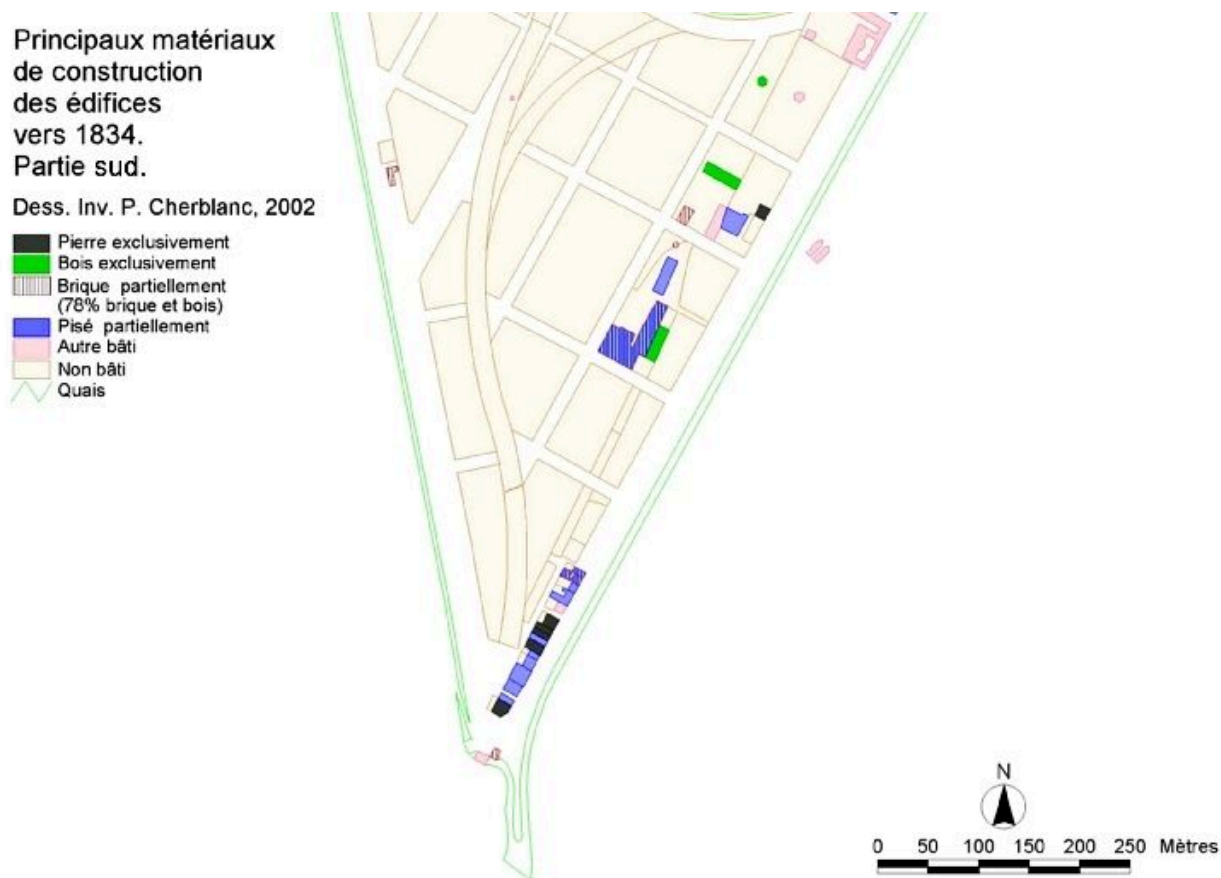 Principaux matériaux
de construction
des édifices
vers 1834.
Partie sud.
Dess. Inv. P. Cherblanc, 2002
Pierre exclusivement
Bois exclusivement
Brique partiellement
(78% brique et bois)
Pisé partiellement
Autre bâti
Non bâti
Quais
N
0 50 100 150 200 250 Mètres